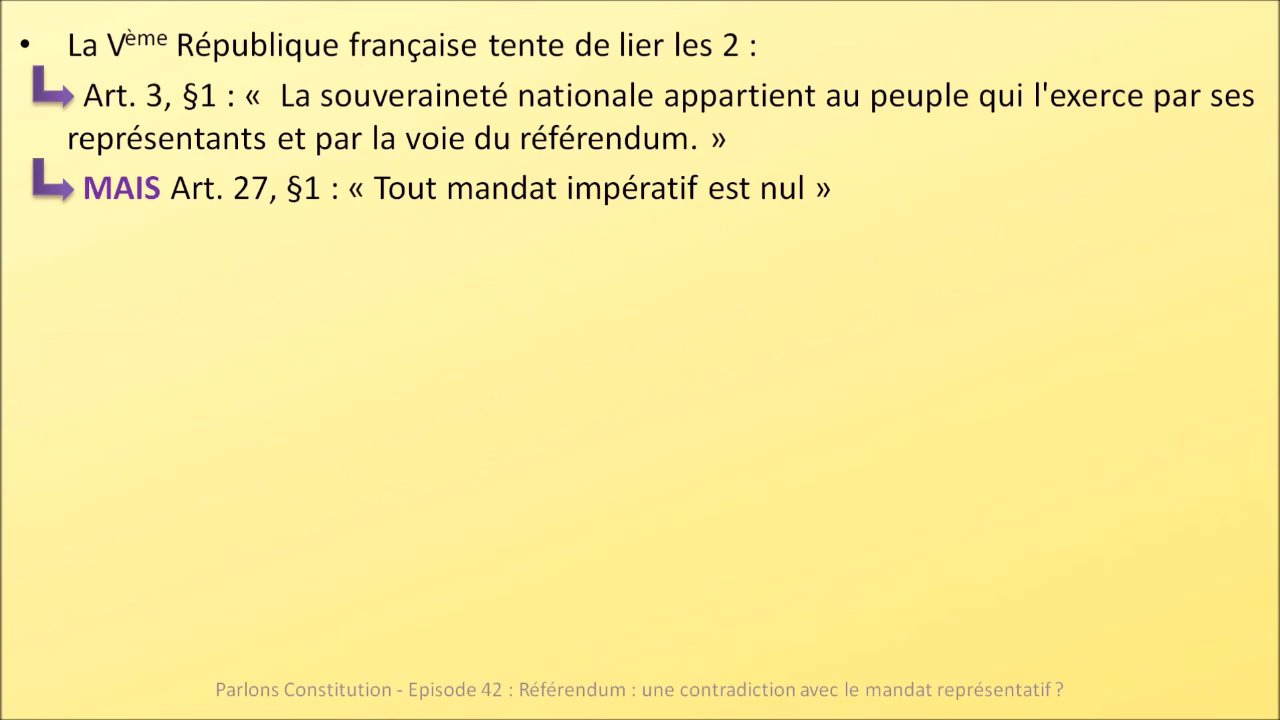 • La Vème République française tente de lier les 2 :
Art. 3, §1 : «  La souveraineté nationale appartient au peuple qui l'exerce par ses
représentants et par la voie du référendum. »
MAIS Art. 27, §1 : « Tout mandat impératif est nul »
Parlons Constitution - Episode 42 : Référendum : une contradiction avec le mandat représentatif ?